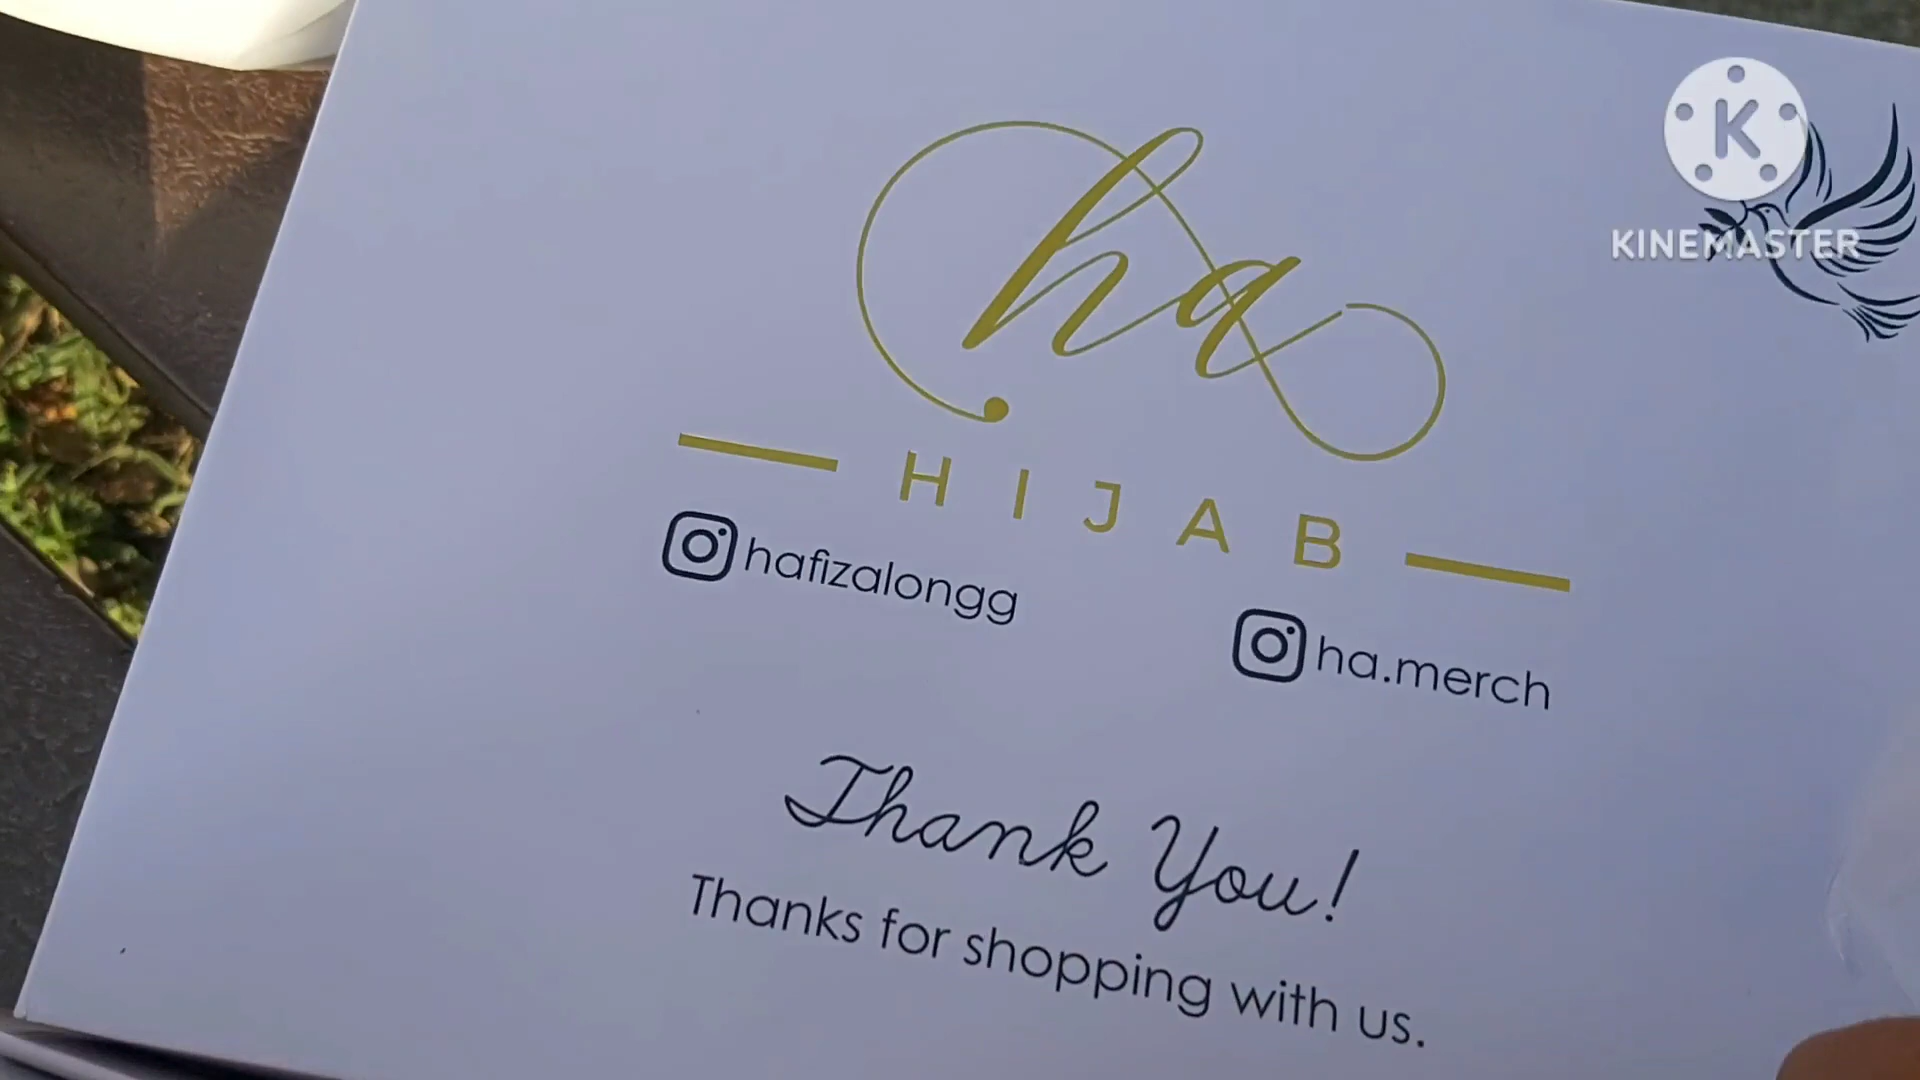 K
KINEMASTER
ha
HIJAB
hafizalongg
ha.merch
Thank You!
Thanks for shopping with us.